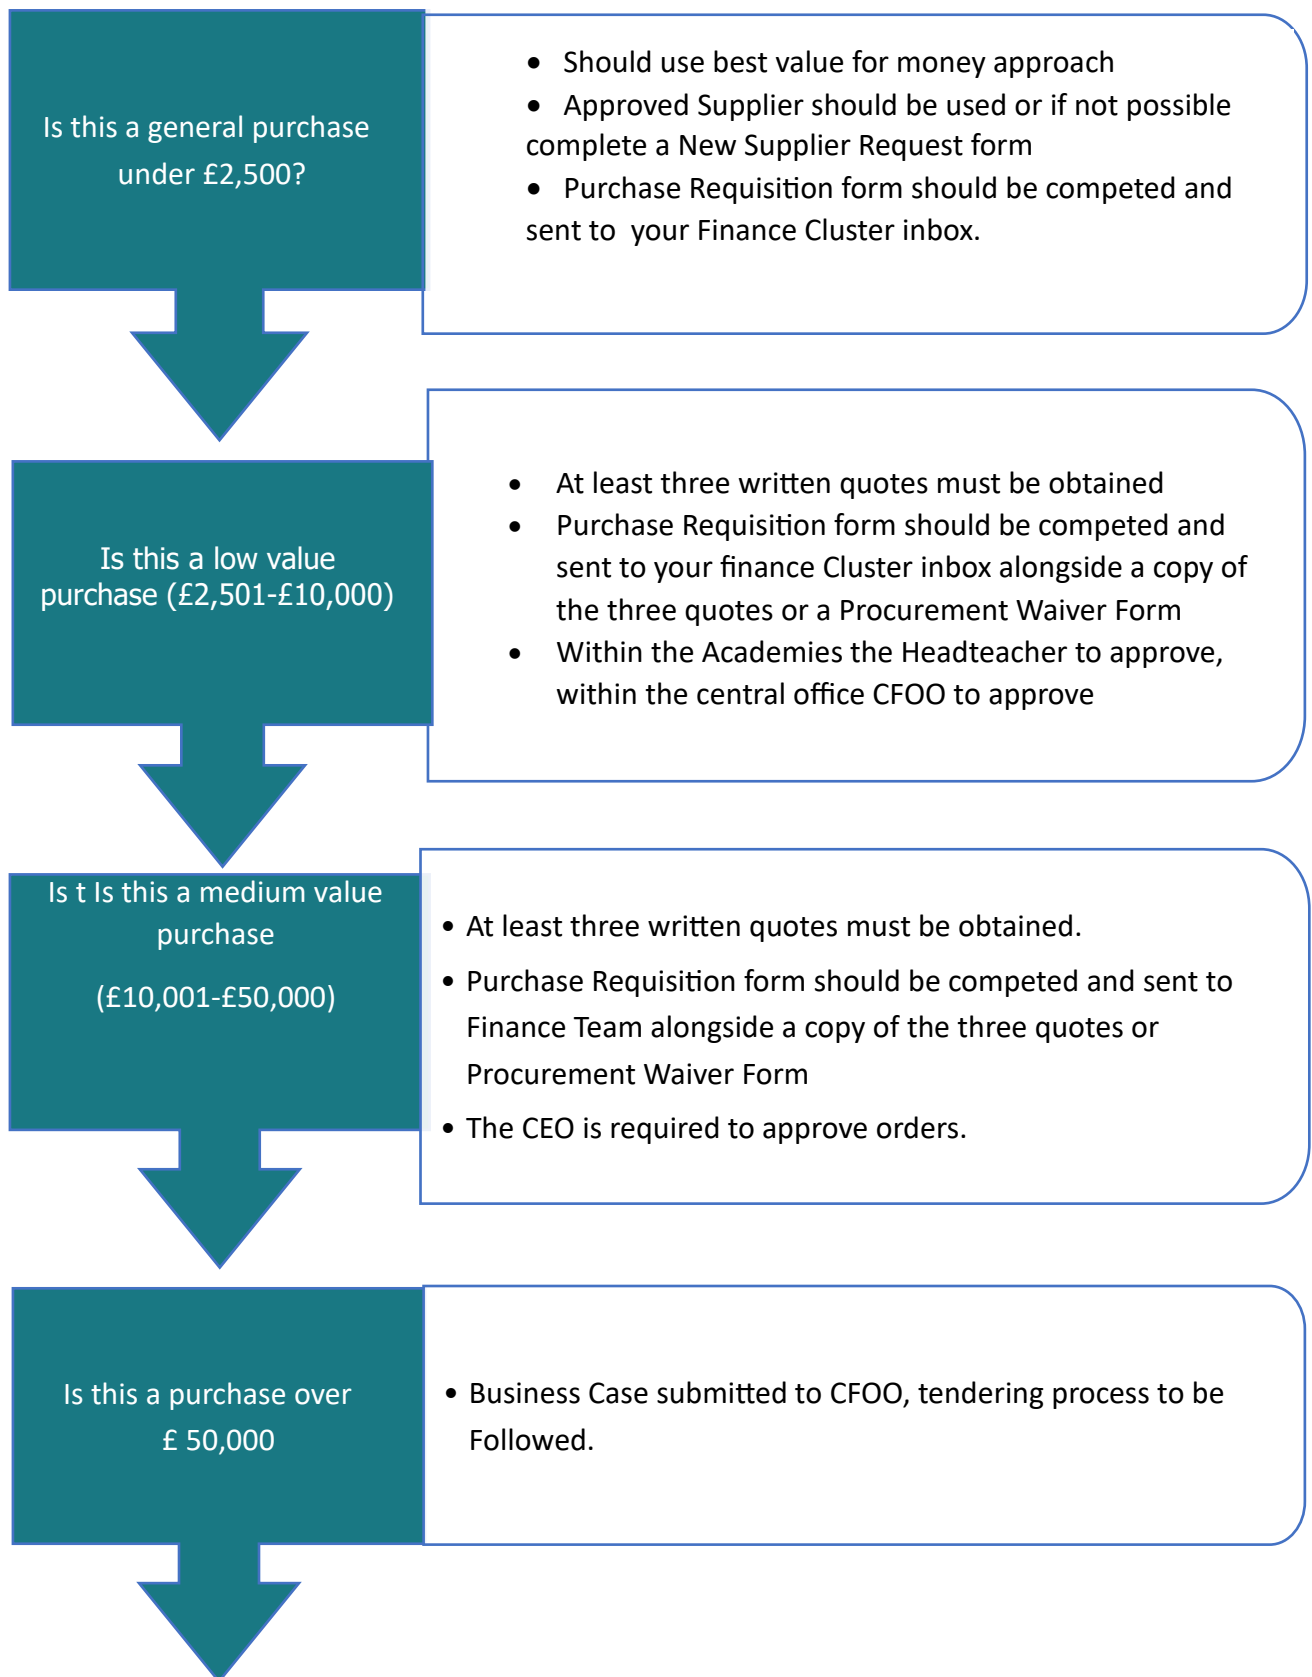 Is this a general purchase
under £2,500?
• Should use best value for money approach
• Approved Supplier should be used or if not possible
complete a New Supplier Request form
• Purchase Requisition form should be competed and
sent to  your Finance Cluster inbox.
Is this a low value
purchase (£2,501-£10,000)
• At least three written quotes must be obtained
• Purchase Requisition form should be competed and
sent to your finance Cluster inbox alongside a copy of
the three quotes or a Procurement Waiver Form
• Within the Academies the Headteacher to approve,
within the central office CFOO to approve
Is t Is this a medium value
purchase
(£10,001-£50,000)
• At least three written quotes must be obtained.
• Purchase Requisition form should be competed and sent to
Finance Team alongside a copy of the three quotes or
Procurement Waiver Form
• The CEO is required to approve orders.
Is this a purchase over
£ 50,000
• Business Case submitted to CFOO, tendering process to be
Followed.